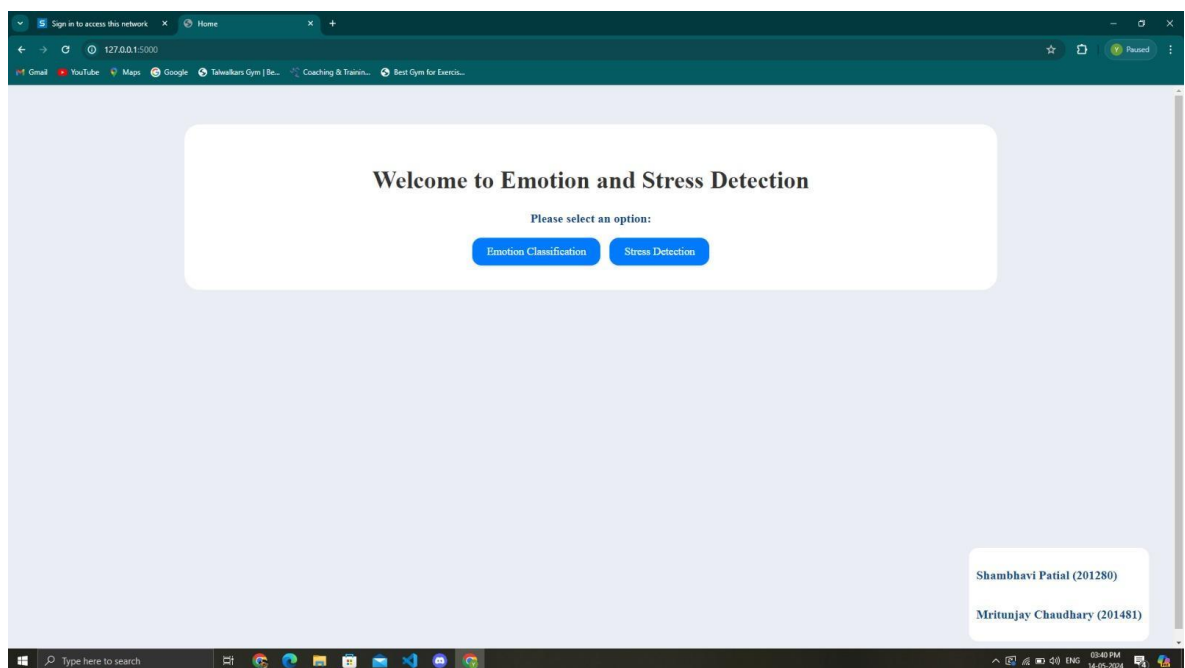 Sign in to access this network
Home
127.0.0.1:5000
Paused
Gmail YouTube Maps Google Talwalkars Gym | Be... Coaching & Trainin... Best Gym for Exercis...
Welcome to Emotion and Stress Detection
Please select an option:
Emotion Classification Stress Detection
Shambhavi Patial (201280)
Mritunjay Chaudhary (201481)
Type here to search
ENG
03:40 PM
14-05-2024